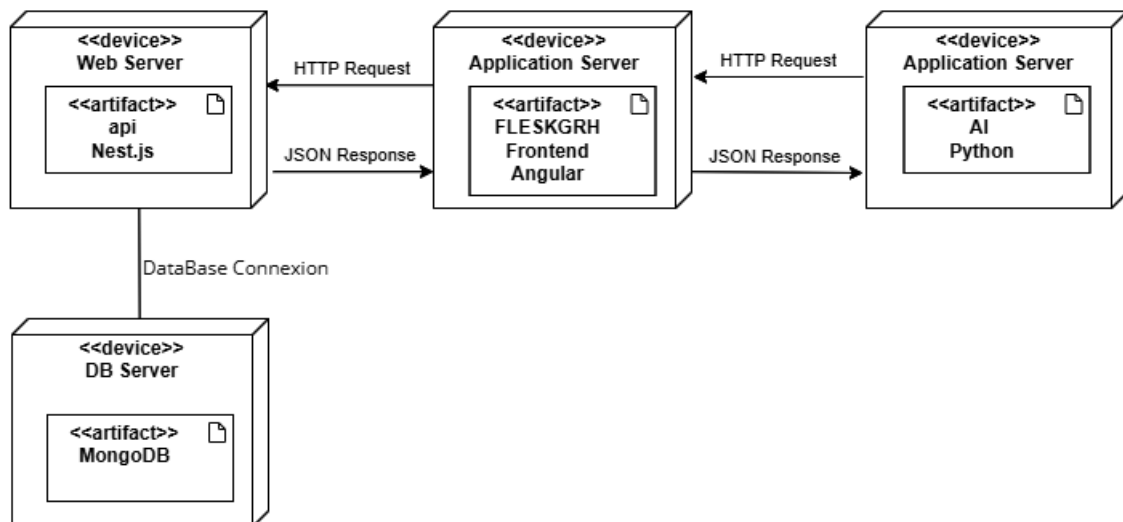 <<device>>
Web Server
<<artifact>>
api
Nest.js
HTTP Request
JSON Response
<<device>>
Application Server
<<artifact>>
FLESKGRH
Frontend
Angular
HTTP Request
JSON Response
<<device>>
Application Server
<<artifact>>
AI
Python
DataBase Connexion
<<device>>
DB Server
<<artifact>>
MongoDB